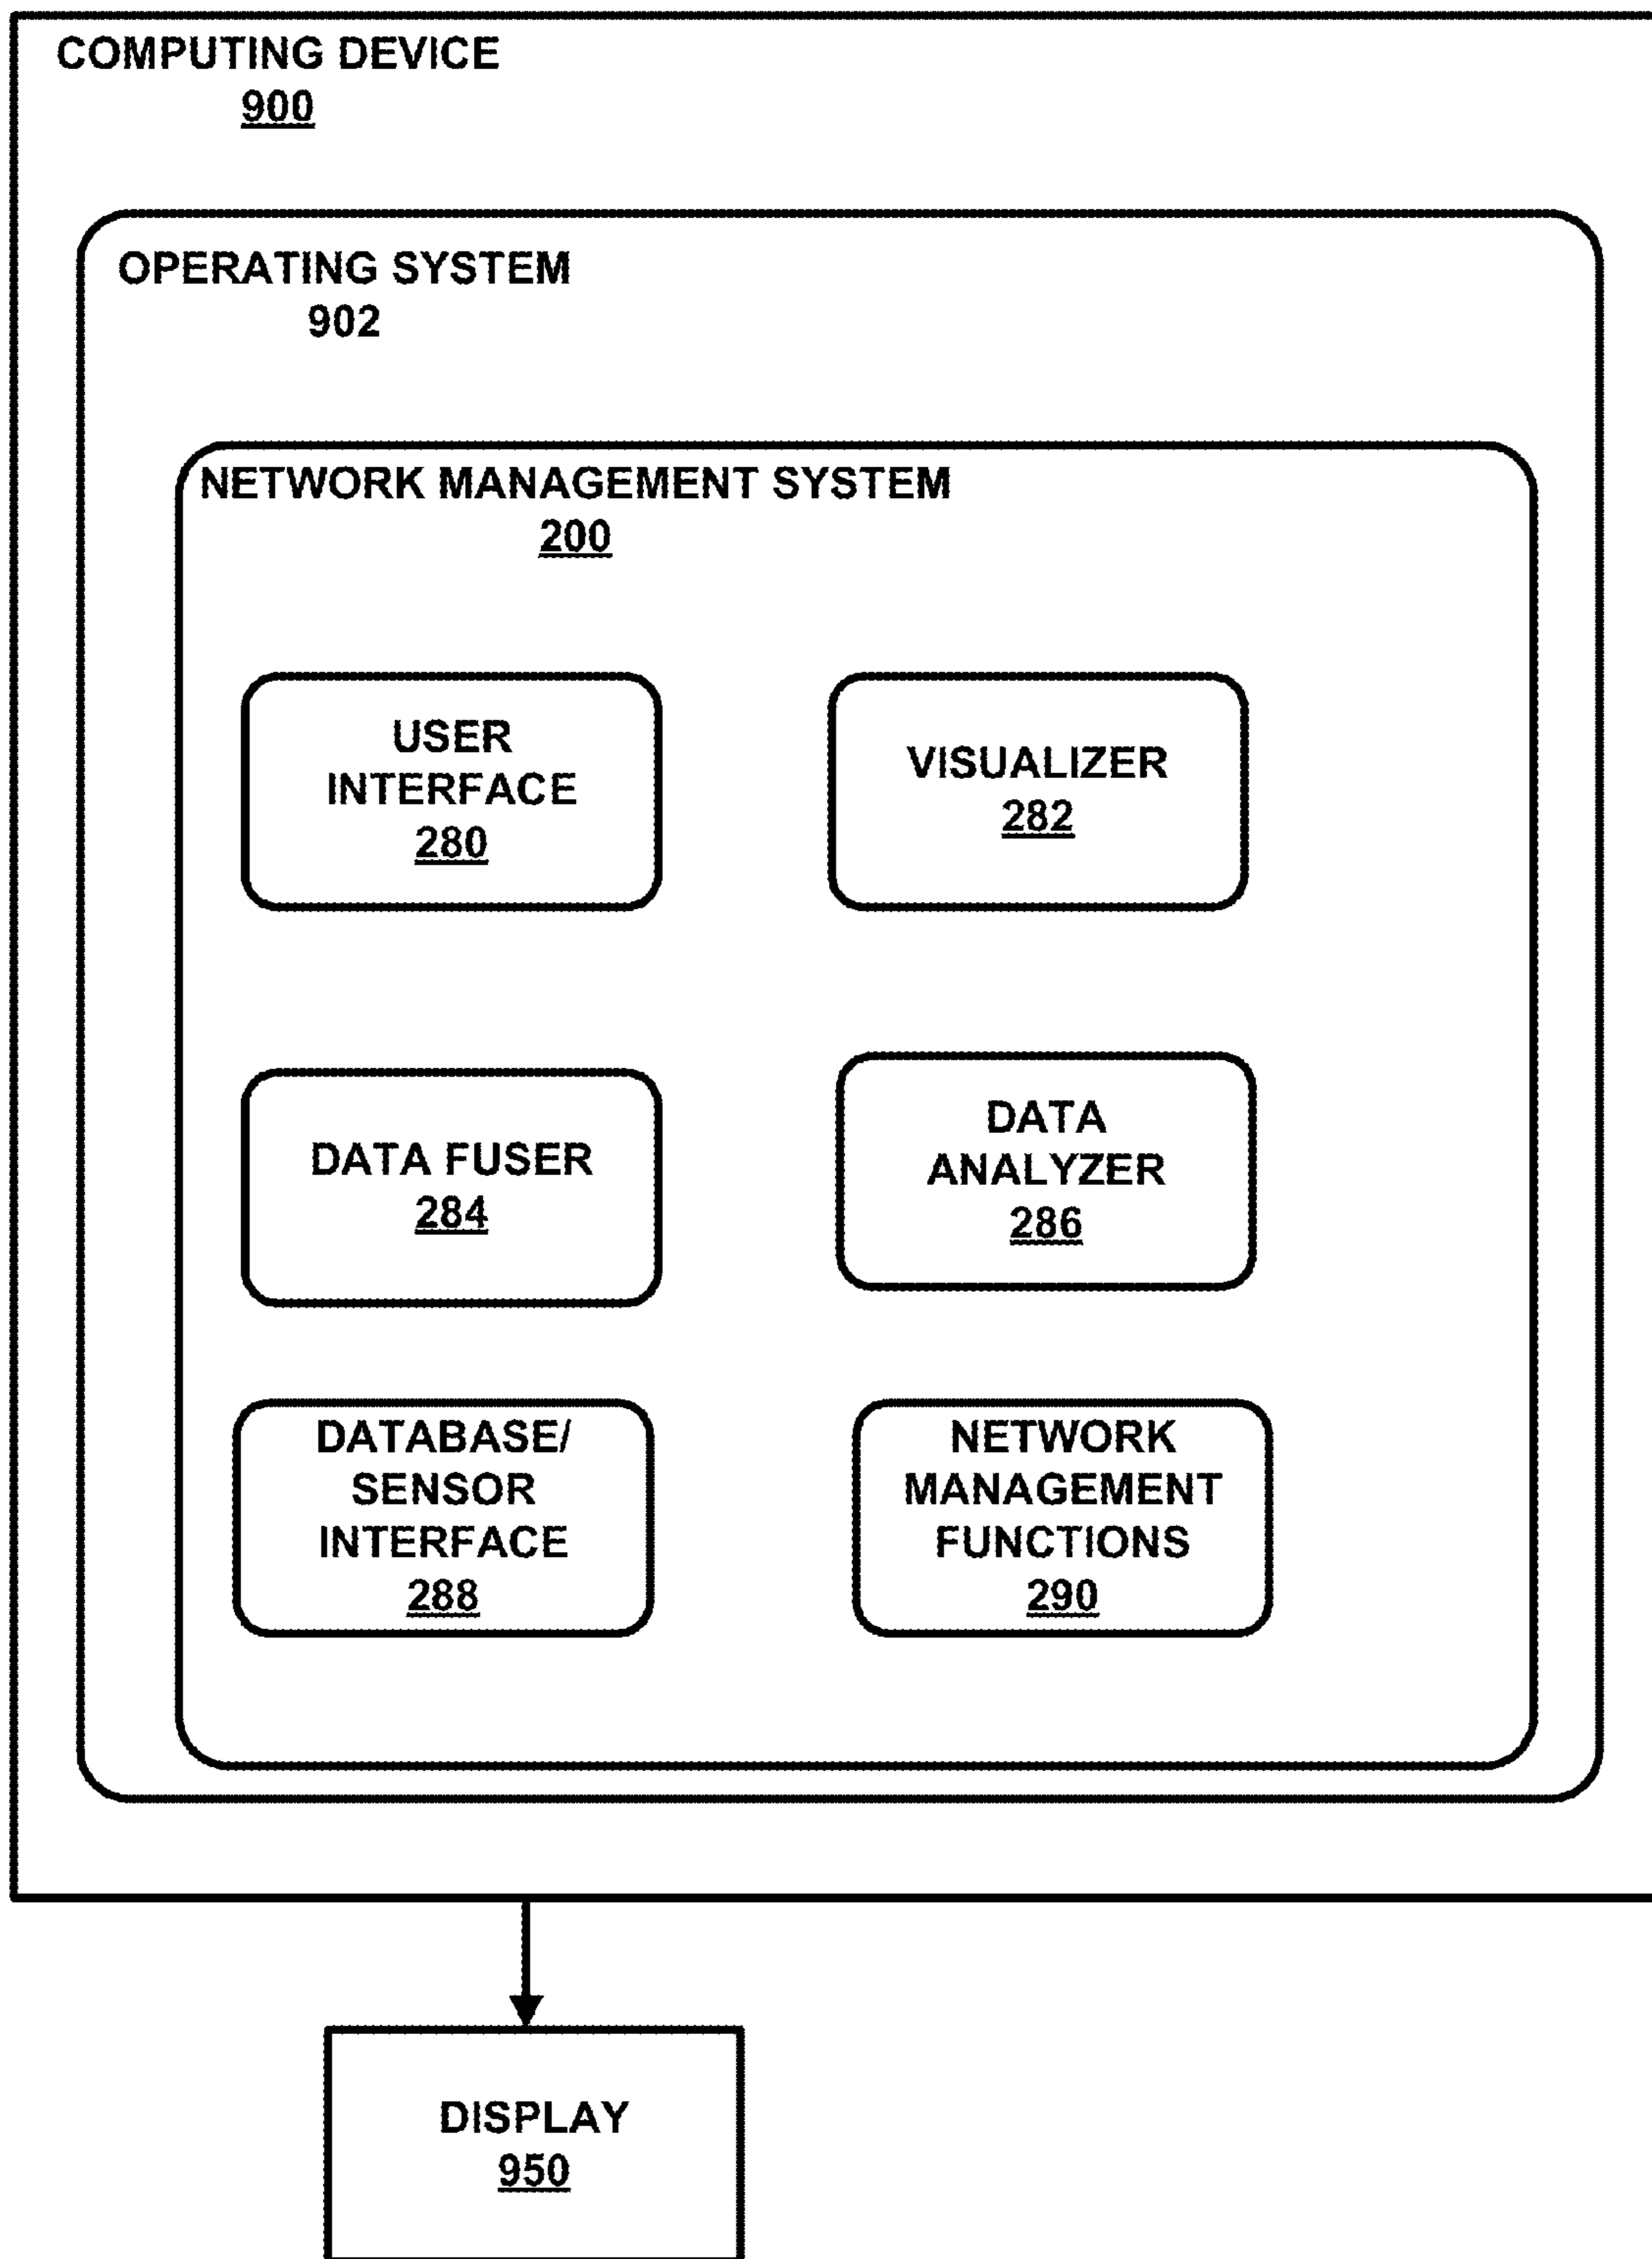 COMPUTING DEVICE
900
OPERATING SYSTEM
902
NETWORK MANAGEMENT SYSTEM
200
USER
INTERFACE
280
VISUALIZER
282
DATA FUSER
284
DATA
ANALYZER
286
DATABASE/
SENSOR
INTERFACE
288
NETWORK
MANAGEMENT
FUNCTIONS
290
DISPLAY
950